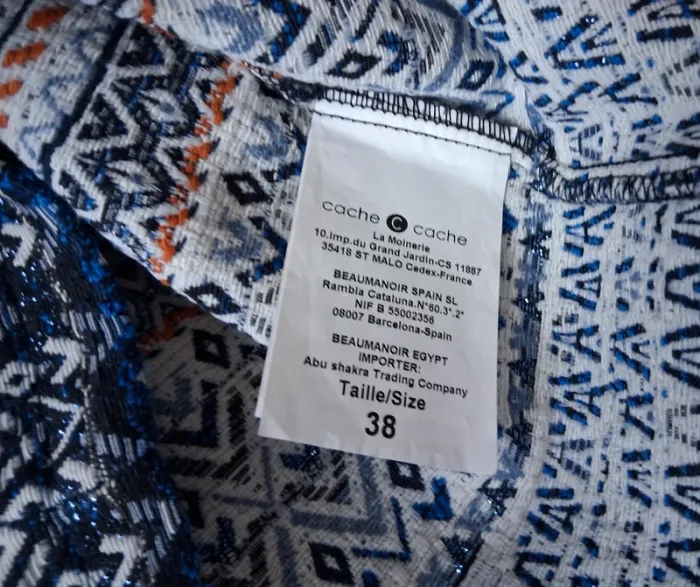 cache C cache
La Moinerie
10.imp.du Grand Jardin-CS 11887
35418 ST MALO Cedex-France
BEAUMANOIR SPAIN SL
Rambla Cataluna.N°60.3°.2°
NIF B 55002356
08007 Barcelona-Spain
BEAUMANOIR EGYPT
IMPORTER:
Abu shakra Trading Company
Taille/Size
38